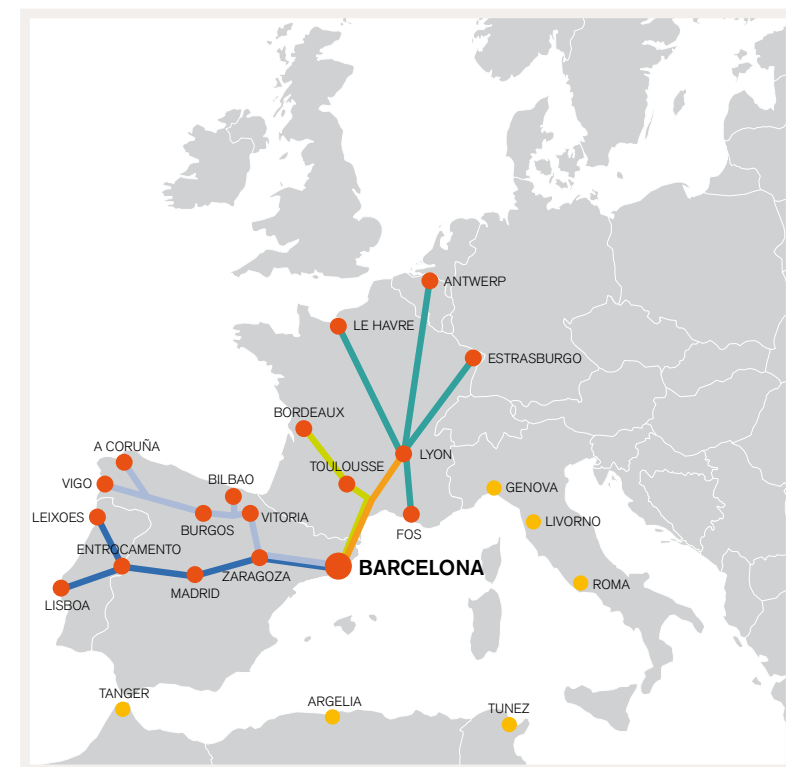 ANTWERP
LE HAVRE
ESTRASBURGO
BORDEAUX
A CORUÑA
LYON
TOULOUSSE
VIGO
BILBAO
GENOVA
LEIXOES
BURGOS
VITORIA
LIVORNO
FOS
ENTROCAMENTO
ZARAGOZA
BARCELONA
MADRID
ROMA
LISBOA
TANGER
ARGELIA
TUNEZ